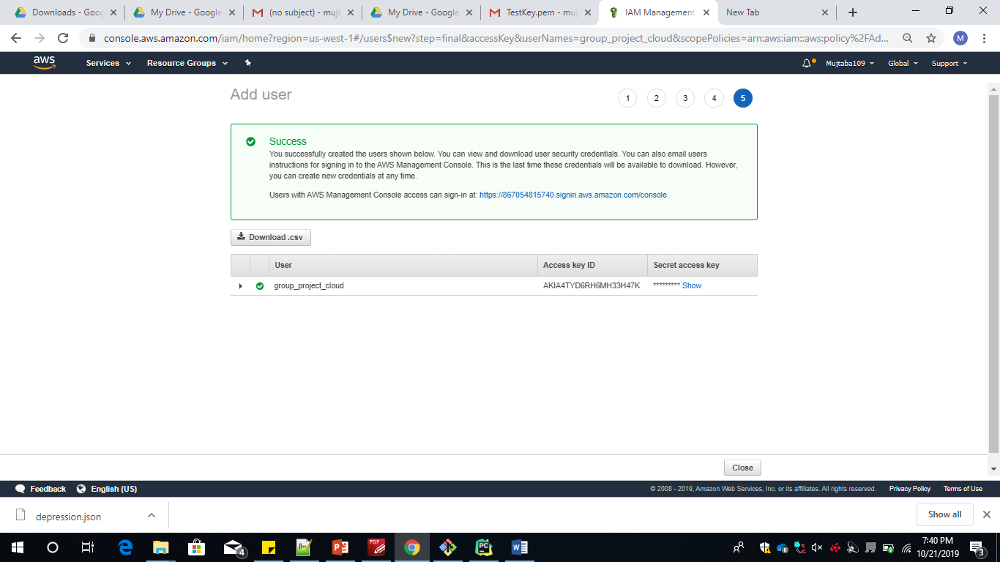 Downloads - Goog
My Drive - Google
(no subject) - muj
My Drive - Google
TestKey.pem - muj
IAM Management
New Tab
console.aws.amazon.com/iam/home?region=us-west-1#/users$new?step=final&accessKey&userNames=group_project_cloud&scopePolicies=arn:aws:iam::aws:policy%2FAd...
M
aws
Services
Resource Groups
Mujtaba109
Global
Support
Add user
1 2 3 4 5
Success
You successfully created the users shown below. You can view and download user security credentials. You can also email users
instructions for signing in to the AWS Management Console. This is the last time these credentials will be available to download. However,
you can create new credentials at any time.
Users with AWS Management Console access can sign-in at: https://867054815740.signin.aws.amazon.com/console
Download .csv
User Access key ID Secret access key
group_project_cloud AKIA4TYD6RH6MH33H47K ********* Show
Close
Feedback English (US)
© 2008 - 2019, Amazon Web Services, Inc. or its affiliates. All rights reserved. Privacy Policy Terms of Use
depression.json
Show all
4
PDF
PC
7:40 PM
10/21/2019
3